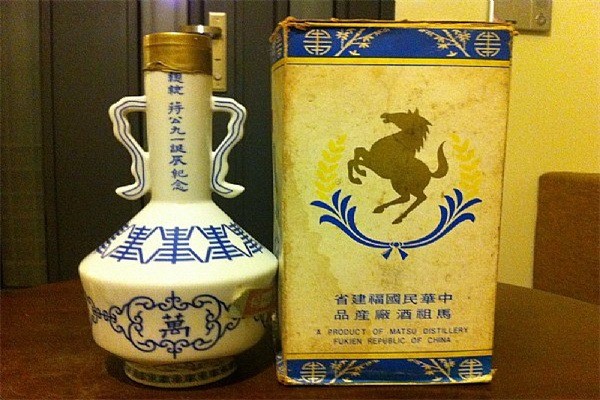 總統 蔣公九一誕辰紀念
萬
中華民國福建省
馬祖酒廠産品
A PRODUCT OF MATSU DISTILLERY
FUKIEN REPUBLIC OF CHINA